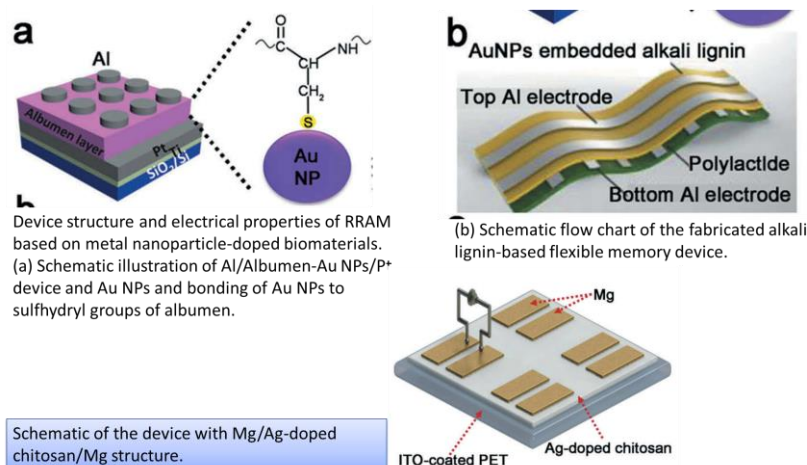 a
Al
O
C
NH
CH
CH2
S
Au
NP
Albumen layer
Pt
Ti
SiO2/Si
b
AuNPs embedded alkali lignin
Top Al electrode
Polylactide
Bottom Al electrode
Device structure and electrical properties of RRAM
based on metal nanoparticle-doped biomaterials.
(a) Schematic illustration of Al/Albumen-Au NPs/Pt
device and Au NPs and bonding of Au NPs to
sulfhydryl groups of albumen.
(b) Schematic flow chart of the fabricated alkali
lignin-based flexible memory device.
Mg
Ag-doped chitosan
ITO-coated PET
Schematic of the device with Mg/Ag-doped
chitosan/Mg structure.